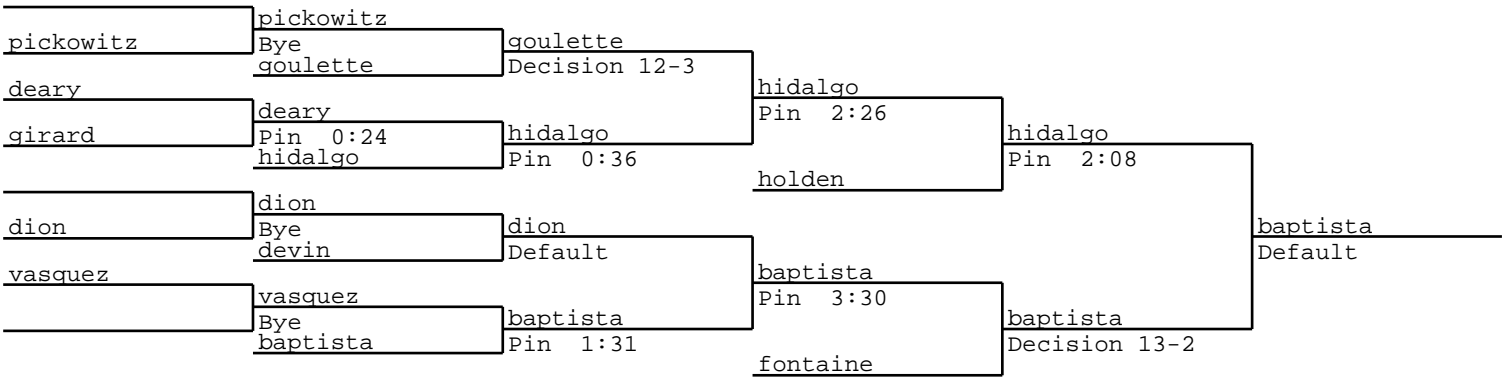 pickowitz
pickowitz
Bye
goulette
goulette
Decision 12-3
deary
girard
deary
Pin 0:24
hidalgo
hidalgo
Pin 0:36
hidalgo
Pin 2:26
holden
hidalgo
Pin 2:08
dion
dion
Bye
devin
dion
Default
vasquez
vasquez
Bye
baptista
baptista
Pin 1:31
baptista
Pin 3:30
fontaine
baptista
Decision 13-2
baptista
Default